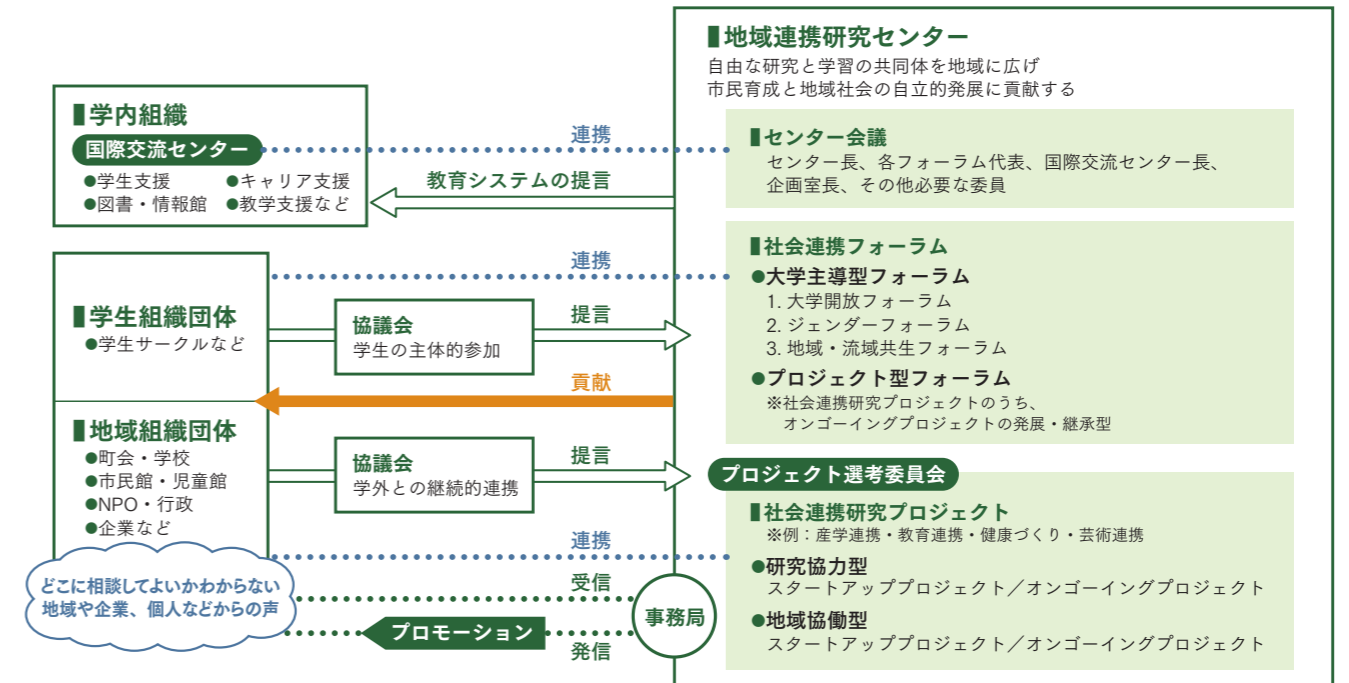 地域連携研究センター
自由な研究と学習の共同体を地域に広げ
市民育成と地域社会の自立的発展に貢献する
学内組織
国際交流センター
●学生支援 ●キャリア支援
●図書・情報館 ●教学支援など
連携
教育システムの提言
センター会議
センター長、各フォーラム代表、国際交流センター長、
企画室長、その他必要な委員
学生組織団体
●学生サークルなど
連携
協議会
学生の主体的参加
提言
貢献
社会連携フォーラム
●大学主導型フォーラム
1. 大学開放フォーラム
2. ジェンダーフォーラム
3. 地域・流域共生フォーラム
●プロジェクト型フォーラム
※社会連携研究プロジェクトのうち、
オンゴーイングプロジェクトの発展・継承型
地域組織団体
●町会・学校
●市民館・児童館
●NPO・行政
●企業など
協議会
学外との継続的連携
提言
連携
どこに相談してよいかわからない
地域や企業、個人などからの声
受信
プロモーション
発信
事務局
プロジェクト選考委員会
社会連携研究プロジェクト
※例：産学連携・教育連携・健康づくり・芸術連携
●研究協力型
スタートアッププロジェクト／オンゴーイングプロジェクト
●地域協働型
スタートアッププロジェクト／オンゴーイングプロジェクト